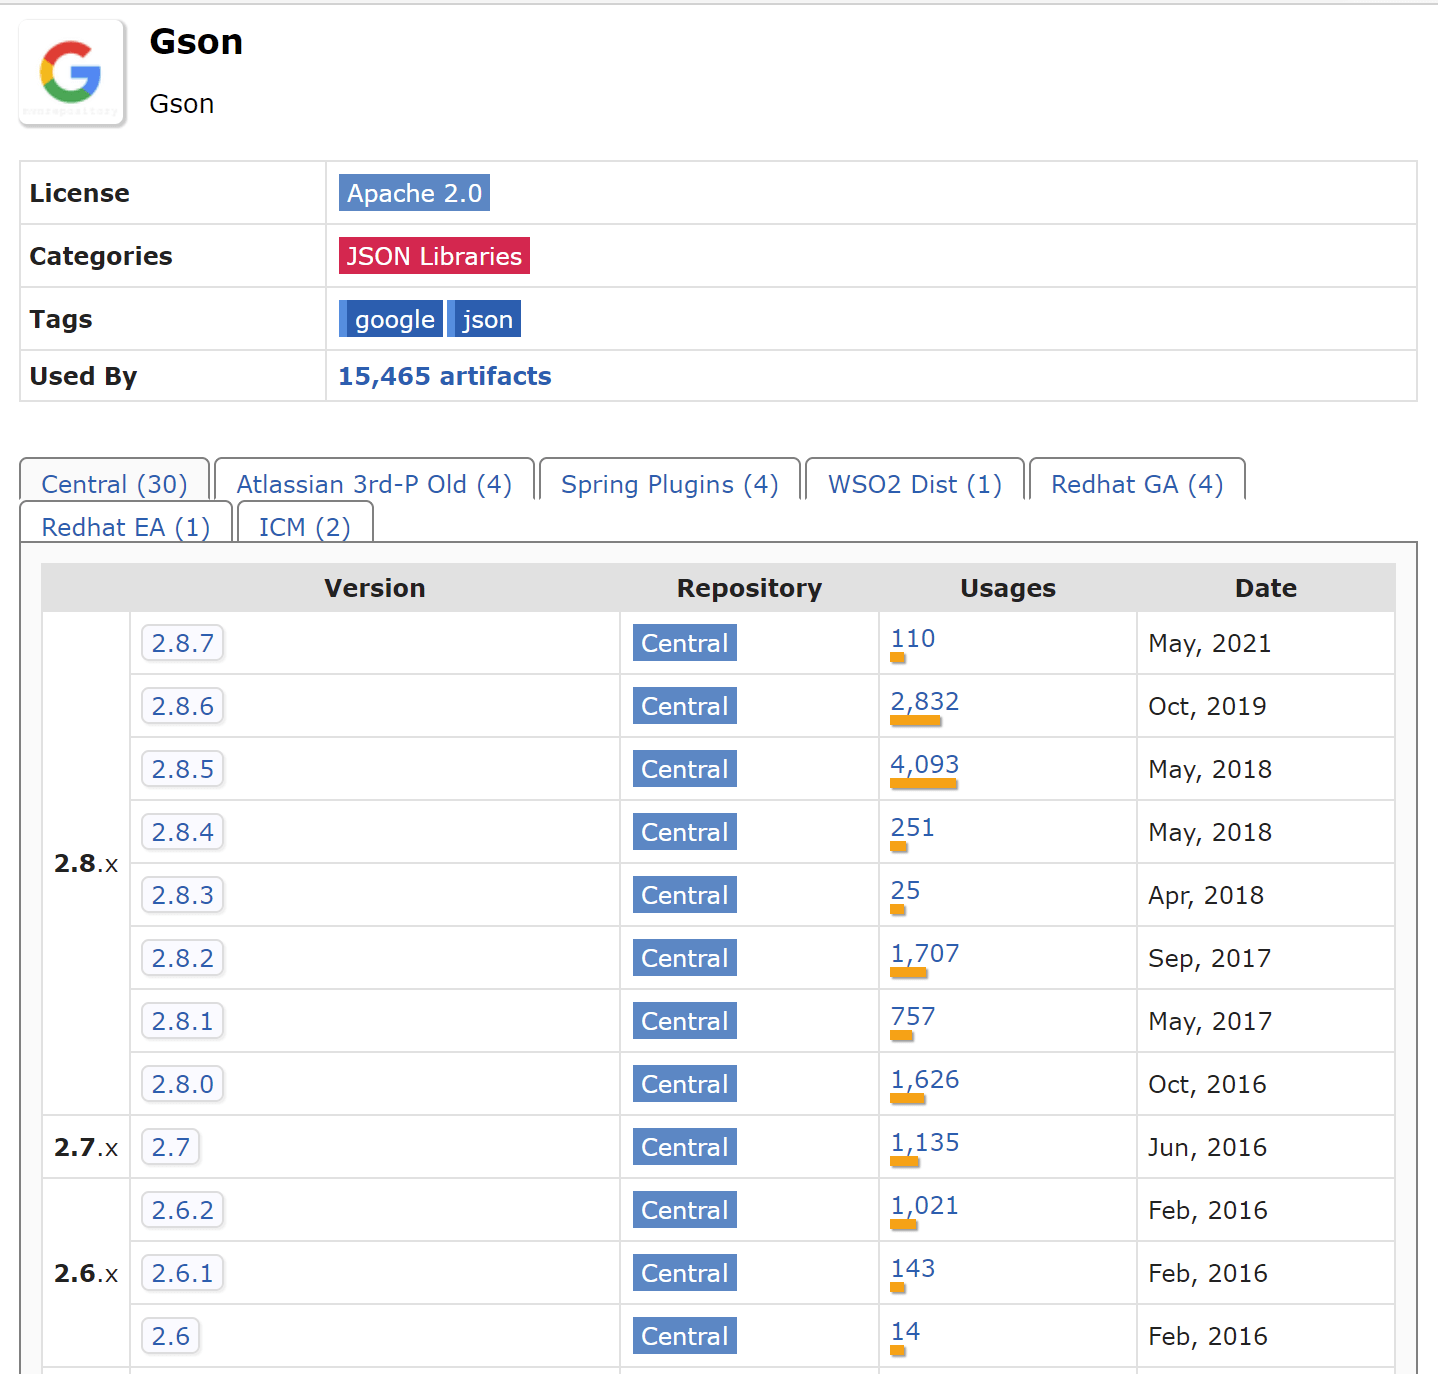 Gson
Gson
License Apache 2.0
Categories JSON Libraries
Tags google json
Used By 15,465 artifacts
Central (30) Atlassian 3rd-P Old (4) Spring Plugins (4) WSO2 Dist (1) Redhat GA (4)
Redhat EA (1) ICM (2)
Version Repository Usages Date
2.8.x
2.8.7 Central 110 May, 2021
2.8.6 Central 2,832 Oct, 2019
2.8.5 Central 4,093 May, 2018
2.8.4 Central 251 May, 2018
2.8.3 Central 25 Apr, 2018
2.8.2 Central 1,707 Sep, 2017
2.8.1 Central 757 May, 2017
2.8.0 Central 1,626 Oct, 2016
2.7.x 2.7 Central 1,135 Jun, 2016
2.6.x
2.6.2 Central 1,021 Feb, 2016
2.6.1 Central 143 Feb, 2016
2.6 Central 14 Feb, 2016